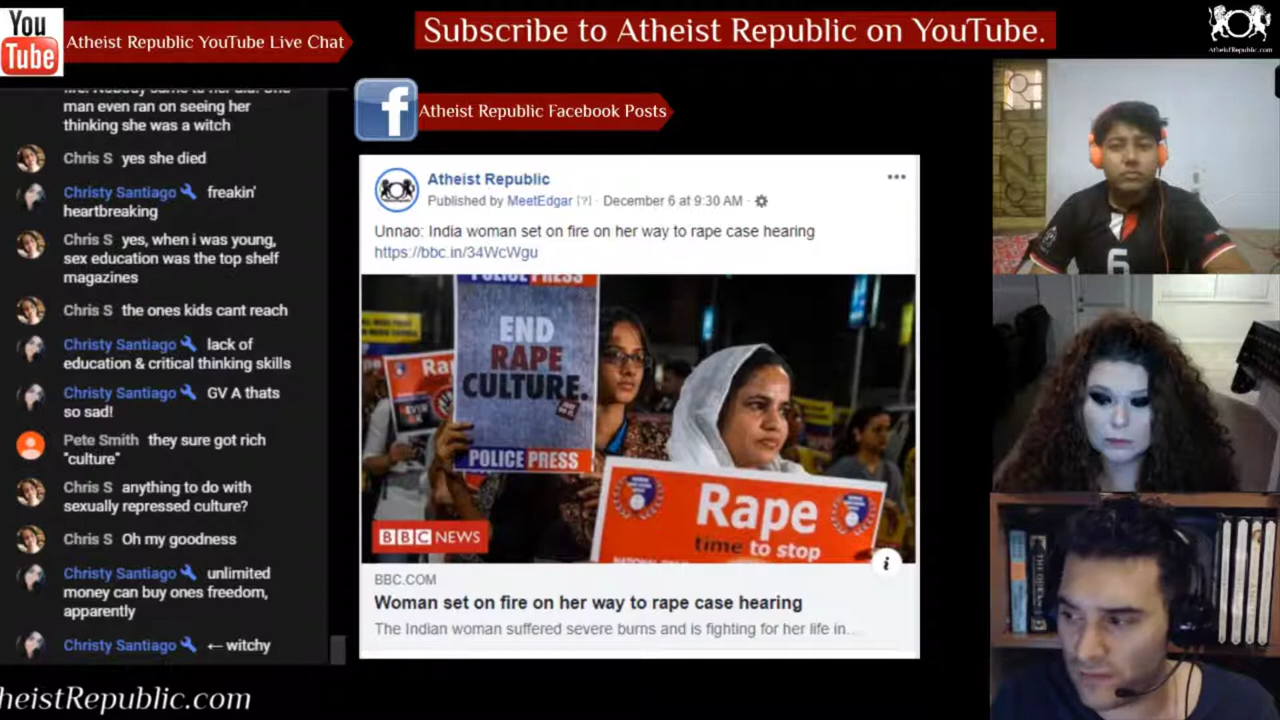 You
Tube
Atheist Republic YouTube Live Chat
Subscribe to Atheist Republic on YouTube.
AtheistRepublic.com
Atheist Republic Facebook Posts
man even ran on seeing her
thinking she was a witch
Chris S yes she died
Christy Santiago freakin'
heartbreaking
Chris S yes, when i was young,
sex education was the top shelf
magazines
Chris S the ones kids cant reach
Christy Santiago lack of
education & critical thinking skills
Christy Santiago GV A thats
so sad!
Pete Smith they sure got rich
"culture"
Chris S anything to do with
sexually repressed culture?
Chris S Oh my goodness
Christy Santiago unlimited
money can buy ones freedom,
apparently
Christy Santiago ←witchy
Atheist Republic
Published by MeetEdgar [?] · December 6 at 9:30 AM ·
Unnao: India woman set on fire on her way to rape case hearing
https://bbc.in/34WcWgu
POLICE PRESS
END
RAPE
CULTURE.
POLICE PRESS
Ra
Rape
time to stop
BBC NEWS
BBC.COM
Woman set on fire on her way to rape case hearing
The Indian woman suffered severe burns and is fighting for her life in...
heistRepublic.com